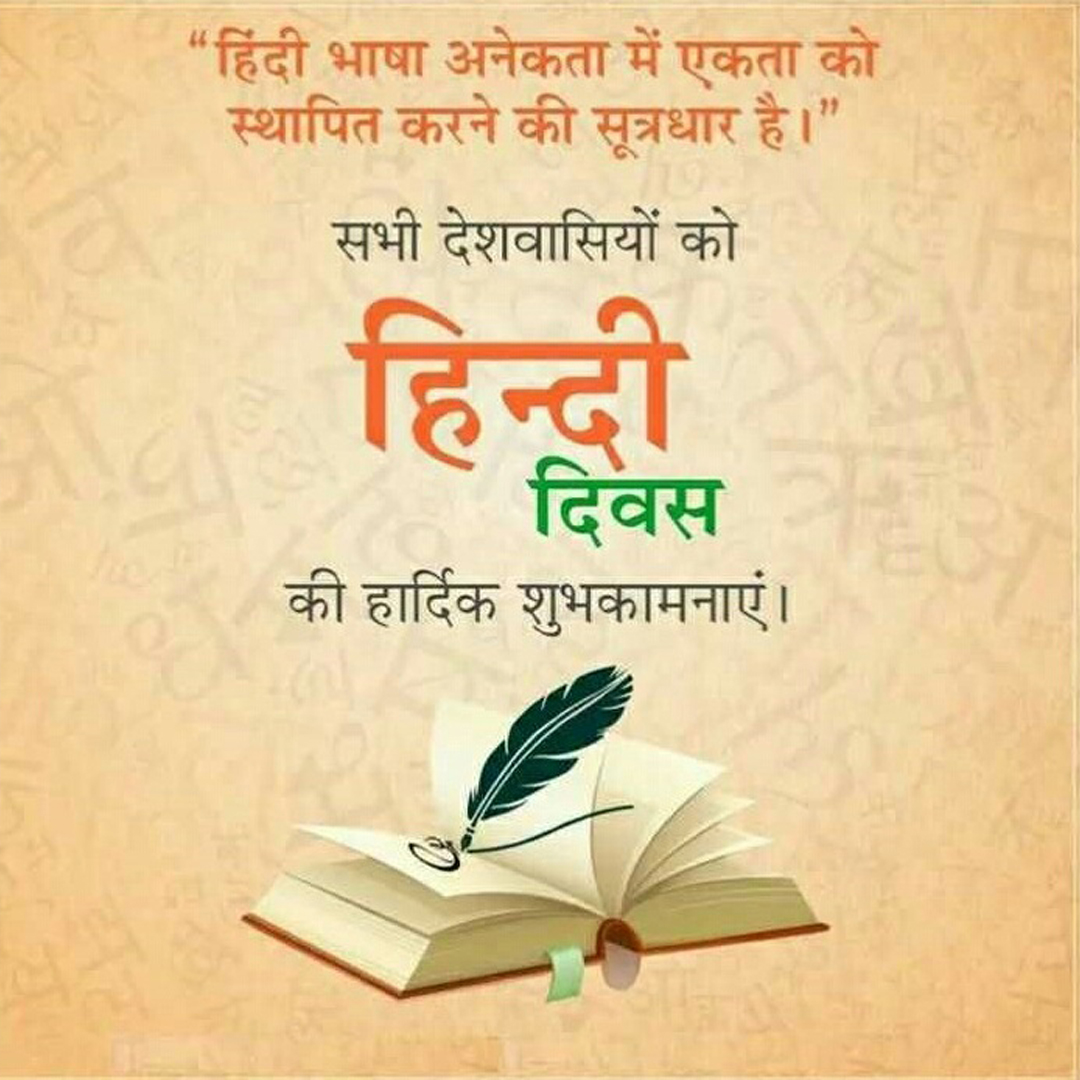 “हिंदी भाषा अनेकता में एकता को
स्थापित करने की सूत्रधार है।”
सभी देशवासियों को
हिन्दी
दिवस
की हार्दिक शुभकामनाएं।